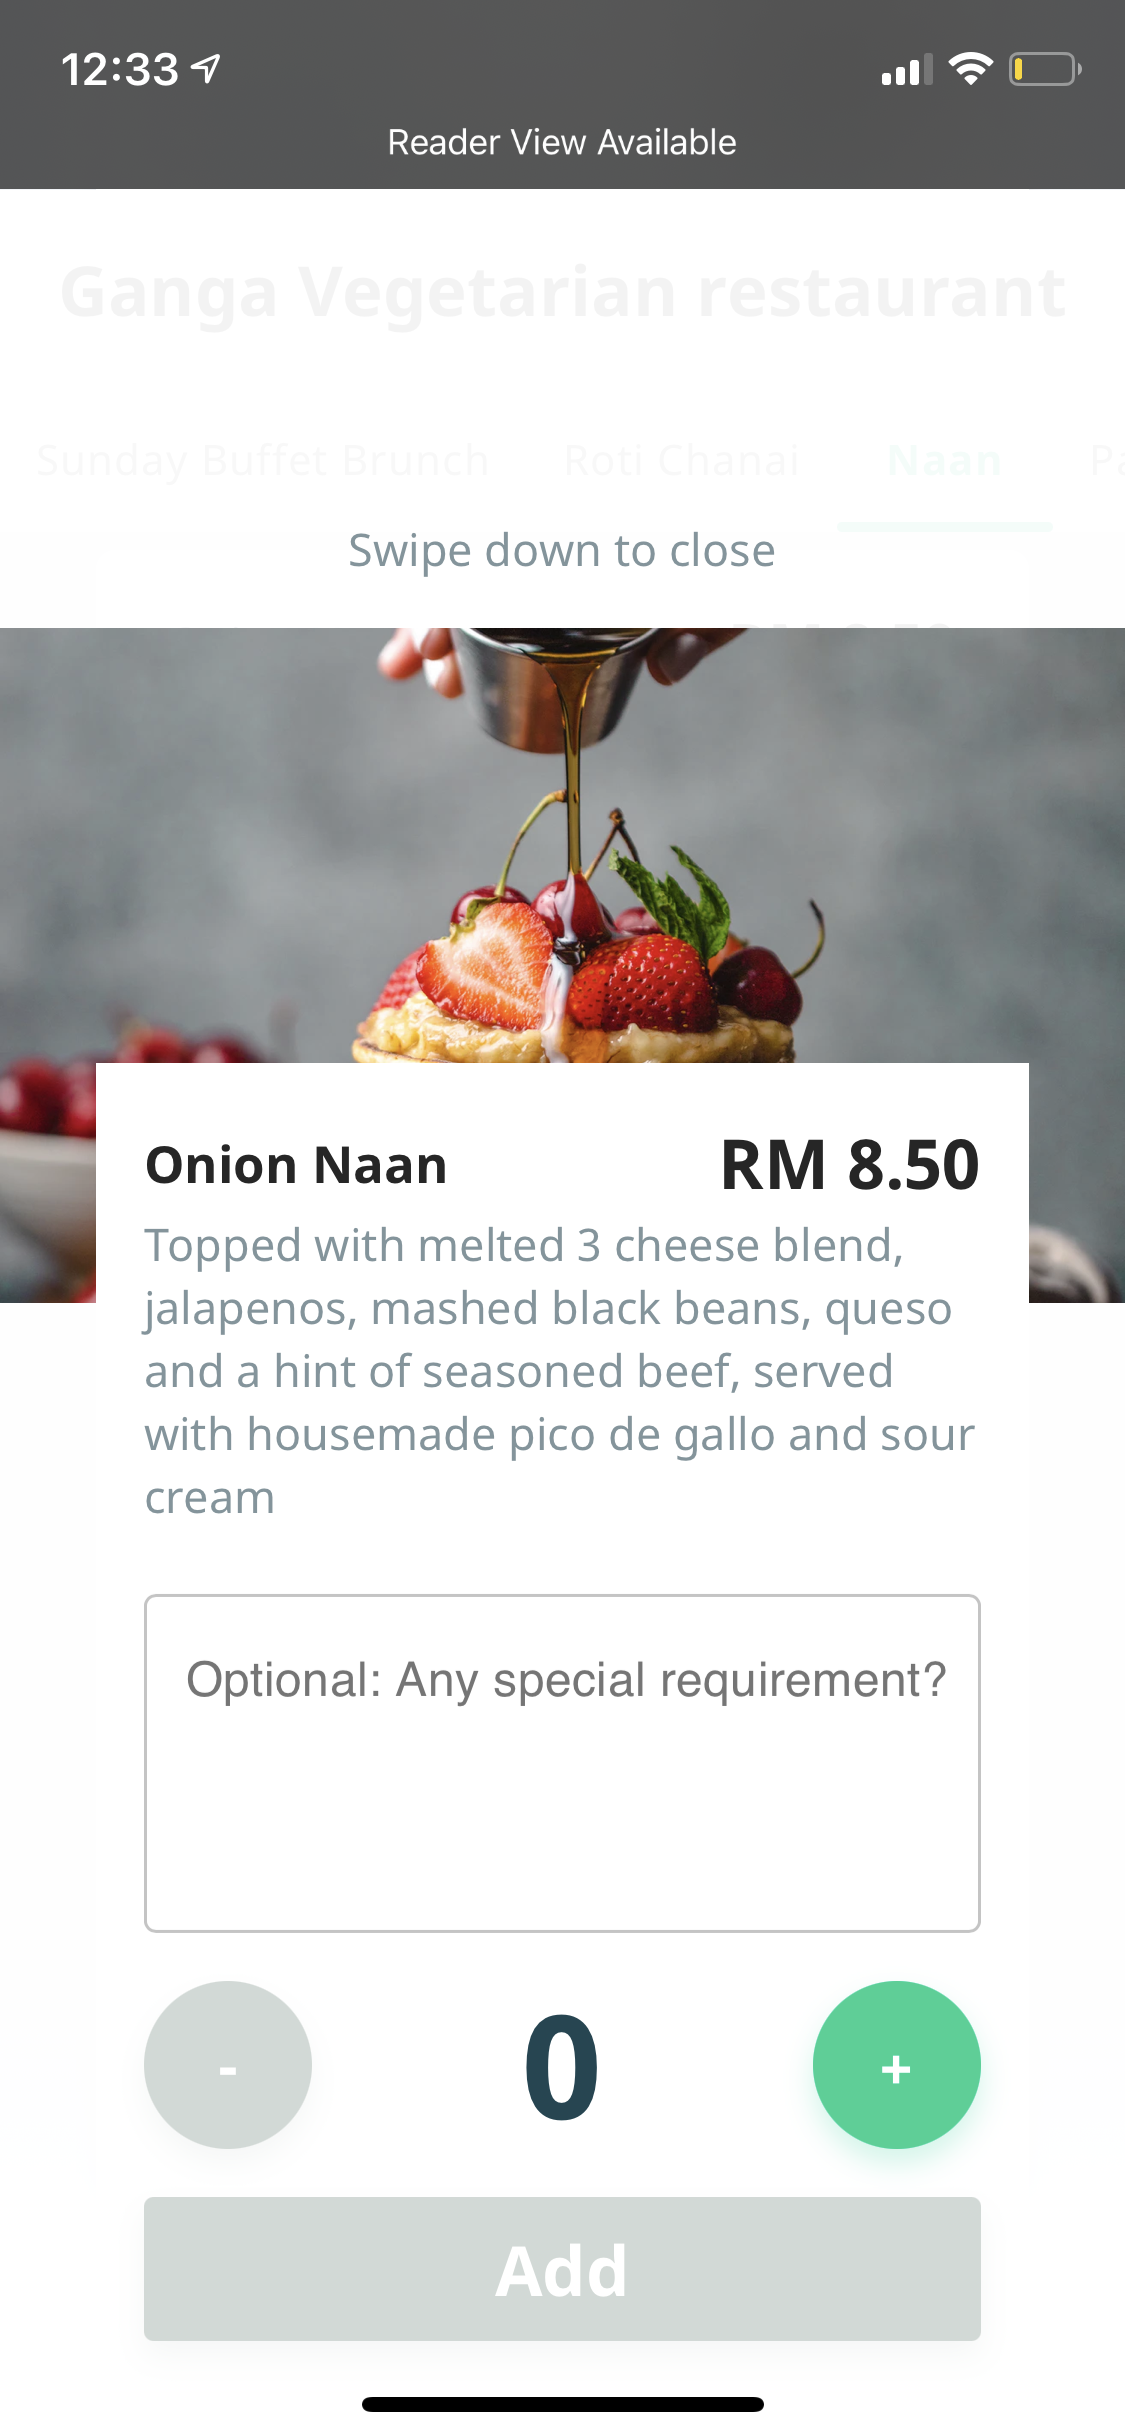 12:33
Reader View Available
Ganga Vegetarian restaurant
Sunday Buffet Brunch Roti Chanai Naan Pa
Swipe down to close
Onion Naan RM 8.50
Topped with melted 3 cheese blend,
jalapenos, mashed black beans, queso
and a hint of seasoned beef, served
with housemade pico de gallo and sour
cream
Optional: Any special requirement?
- 0 +
Add